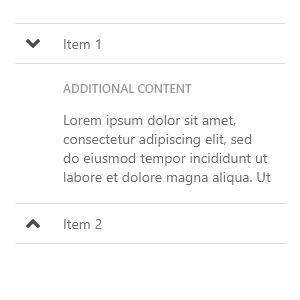 Item 1
ADDITIONAL CONTENT
Lorem ipsum dolor sit amet,
consectetur adipiscing elit, sed
do eiusmod tempor incididunt ut
labore et dolore magna aliqua. Ut
Item 2